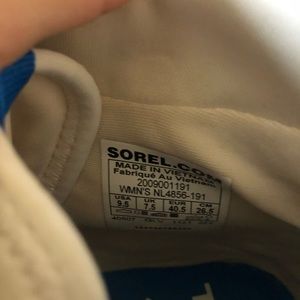 SOREL.COM
MADE IN VIETNAM
Fabriqué Au Vietnam
2009001191
WMN'S NL4856-191
USA UK EUR CM
9.5 7.5 40.5 26.5